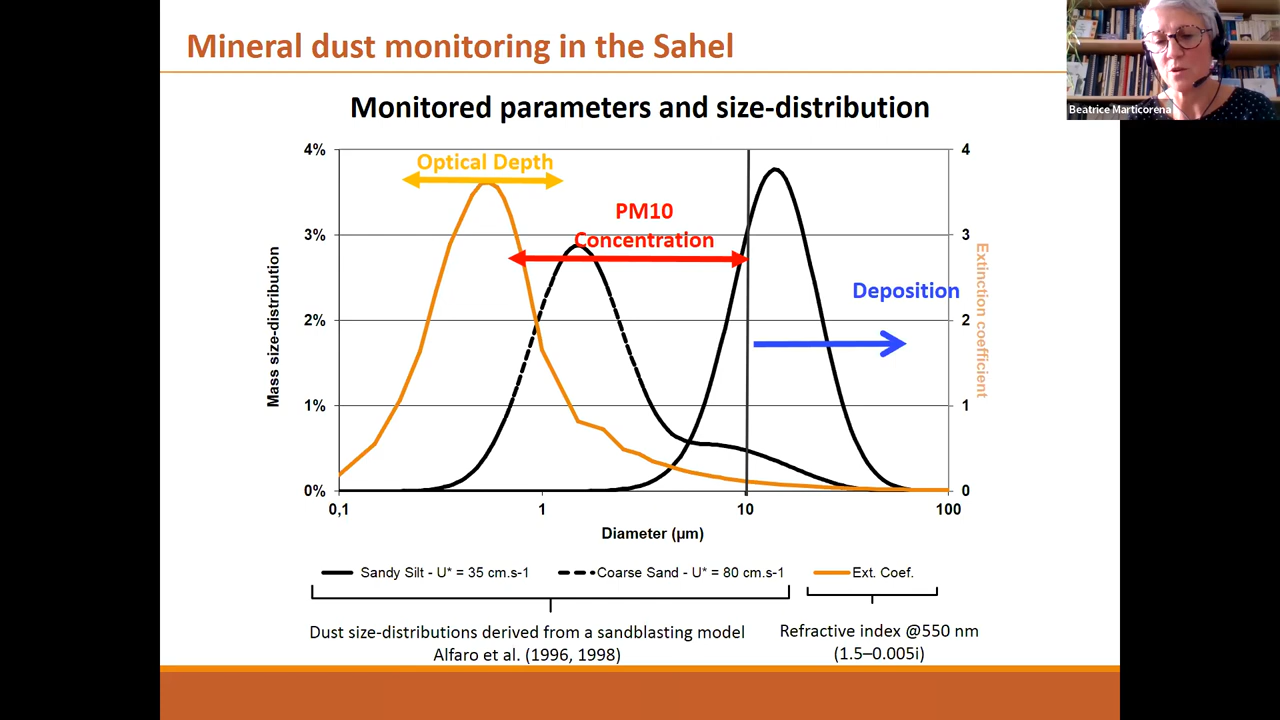 Mineral dust monitoring in the Sahel
Beatrice Marticorena
Monitored parameters and size-distribution
4%
3%
2%
1%
0%
Mass size-distribution
Optical Depth
PM10
Concentration
Deposition
4
3
2
1
0
Extinction coefficient
0,1
1
10
100
Diameter (µm)
Sandy Silt - U* = 35 cm.s-1
Coarse Sand - U* = 80 cm.s-1
Ext. Coef.
Dust size-distributions derived from a sandblasting model
Alfaro et al. (1996, 1998)
Refractive index @550 nm
(1.5–0.005i)